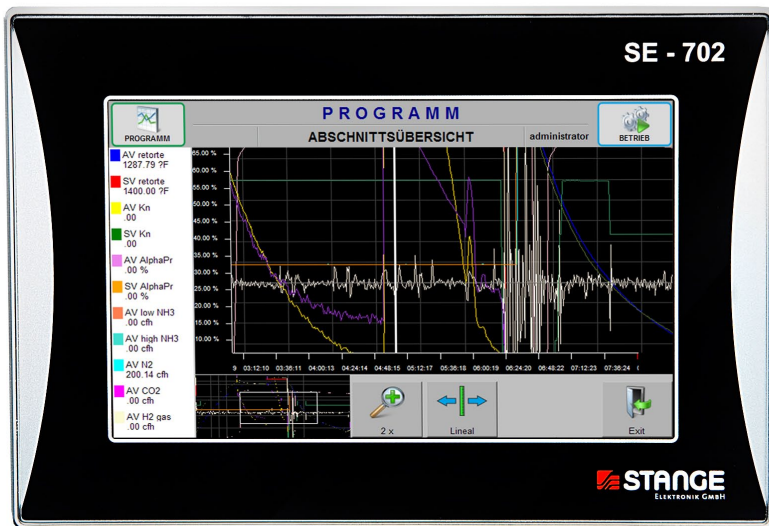 SE - 702
PROGRAMM
PROGRAMM
ABSCHNITTSÜBERSICHT
administrator
BETRIEB
AV retorte
1287.79 ?F
SV retorte
1400.00 ?F
AV Kn
.00
SV Kn
.00
AV AlphaPr
.00 %
SV AlphaPr
.00 %
AV low NH3
.00 cfh
AV high NH3
.00 cfh
AV N2
200.14 cfh
AV CO2
.00 cfh
AV H2 gas
.00 cfh
65.00 %
60.00 %
55.00 %
50.00 %
45.00 %
40.00 %
35.00 %
30.00 %
25.00 %
20.00 %
15.00 %
10.00 %
9 03:12:10 03:36:11 04:00:13 04:24:14 04:48:15 05:12:17 05:36:18 06:00:19 06:24:20 06:48:22 07:12:23 07:36:24
2 x
Lineal
Exit
STANGE
ELEKTRONIK GMBH